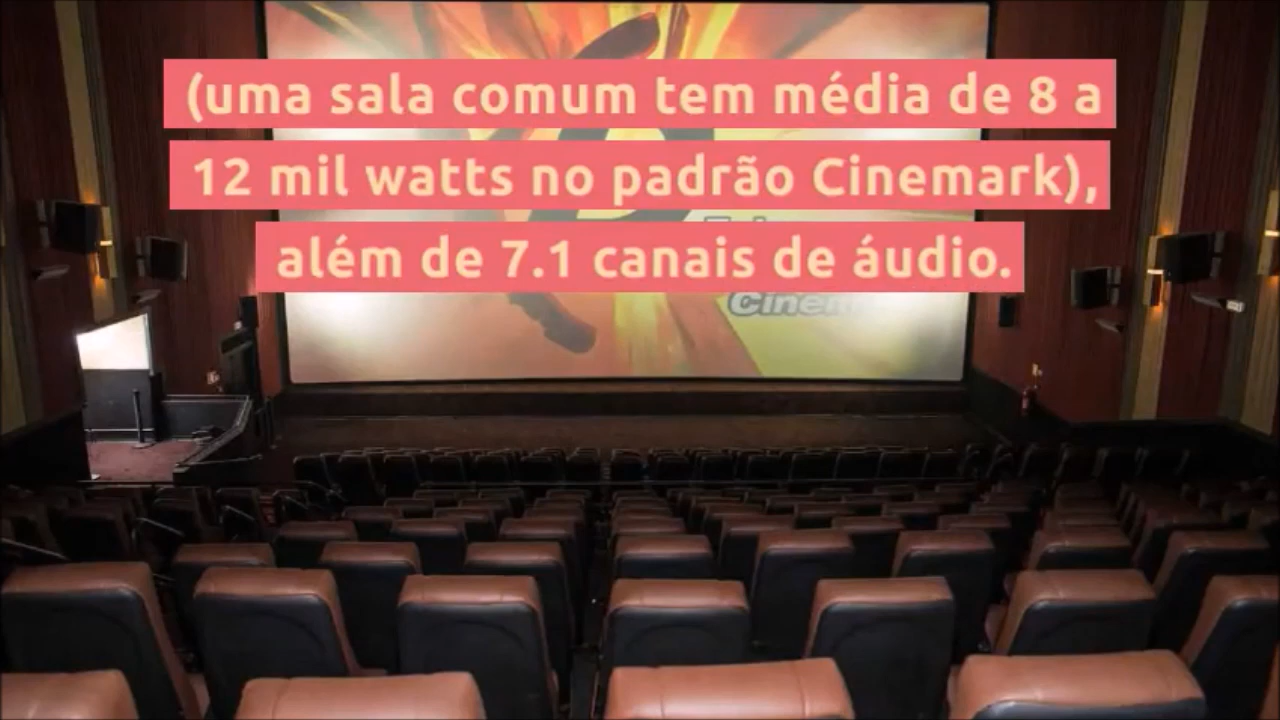 (uma sala comum tem média de 8 a
12 mil watts no padrão Cinemark),
além de 7.1 canais de áudio.